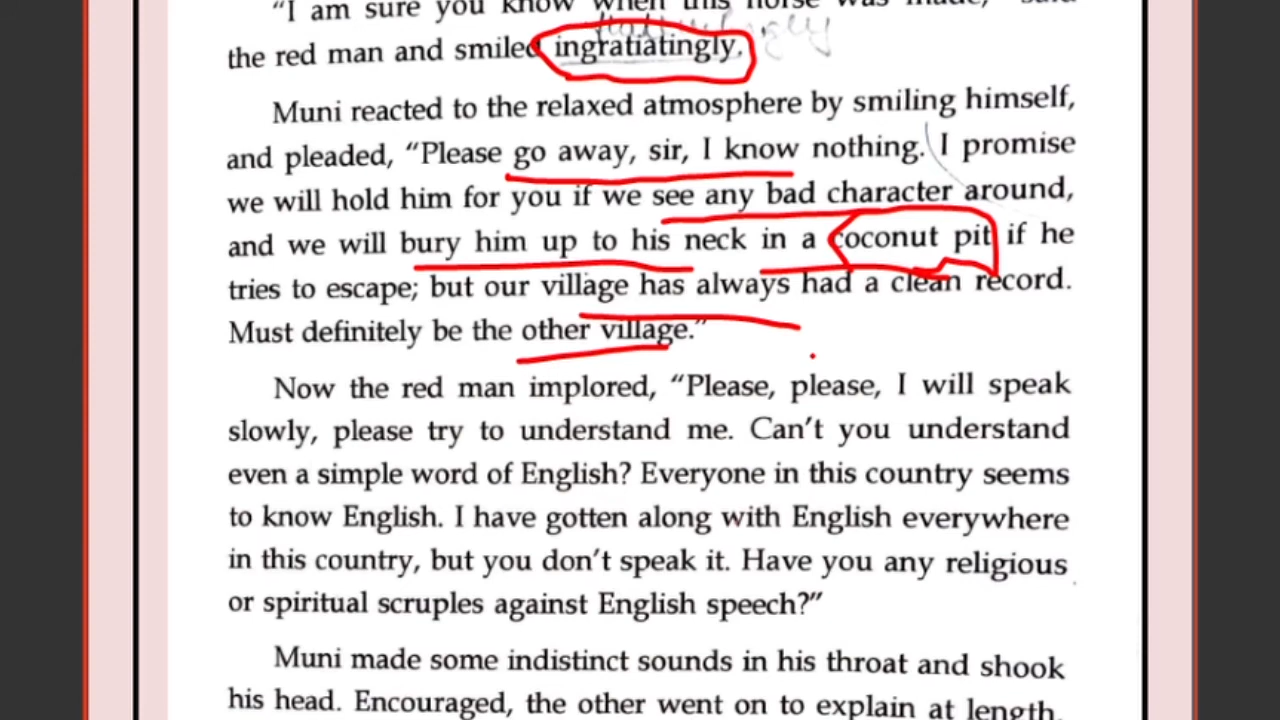 “I am sure you know when this horse was made,” said
the red man and smiled ingratiatingly.
Muni reacted to the relaxed atmosphere by smiling himself,
and pleaded, “Please go away, sir, I know nothing. I promise
we will hold him for you if we see any bad character around,
and we will bury him up to his neck in a coconut pit if he
tries to escape; but our village has always had a clean record.
Must definitely be the other village.”
Now the red man implored, “Please, please, I will speak
slowly, please try to understand me. Can’t you understand
even a simple word of English? Everyone in this country seems
to know English. I have gotten along with English everywhere
in this country, but you don’t speak it. Have you any religious
or spiritual scruples against English speech?”
Muni made some indistinct sounds in his throat and shook
his head. Encouraged, the other went on to explain at length,